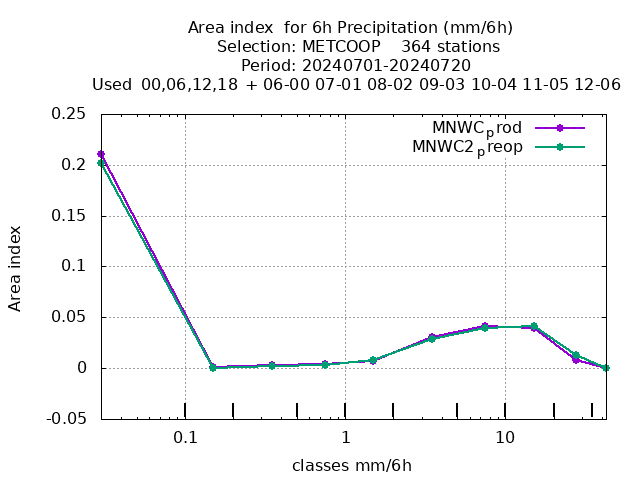 Area index  for 6h Precipitation (mm/6h)
Selection: METCOOP    364 stations
Period: 20240701-20240720
Used  00,06,12,18  + 06-00 07-01 08-02 09-03 10-04 11-05 12-06
MNWCprod
MNWC2preop
0.25
0.2
0.15
0.1
0.05
0
-0.05
Area index
0.1 1 10
classes mm/6h